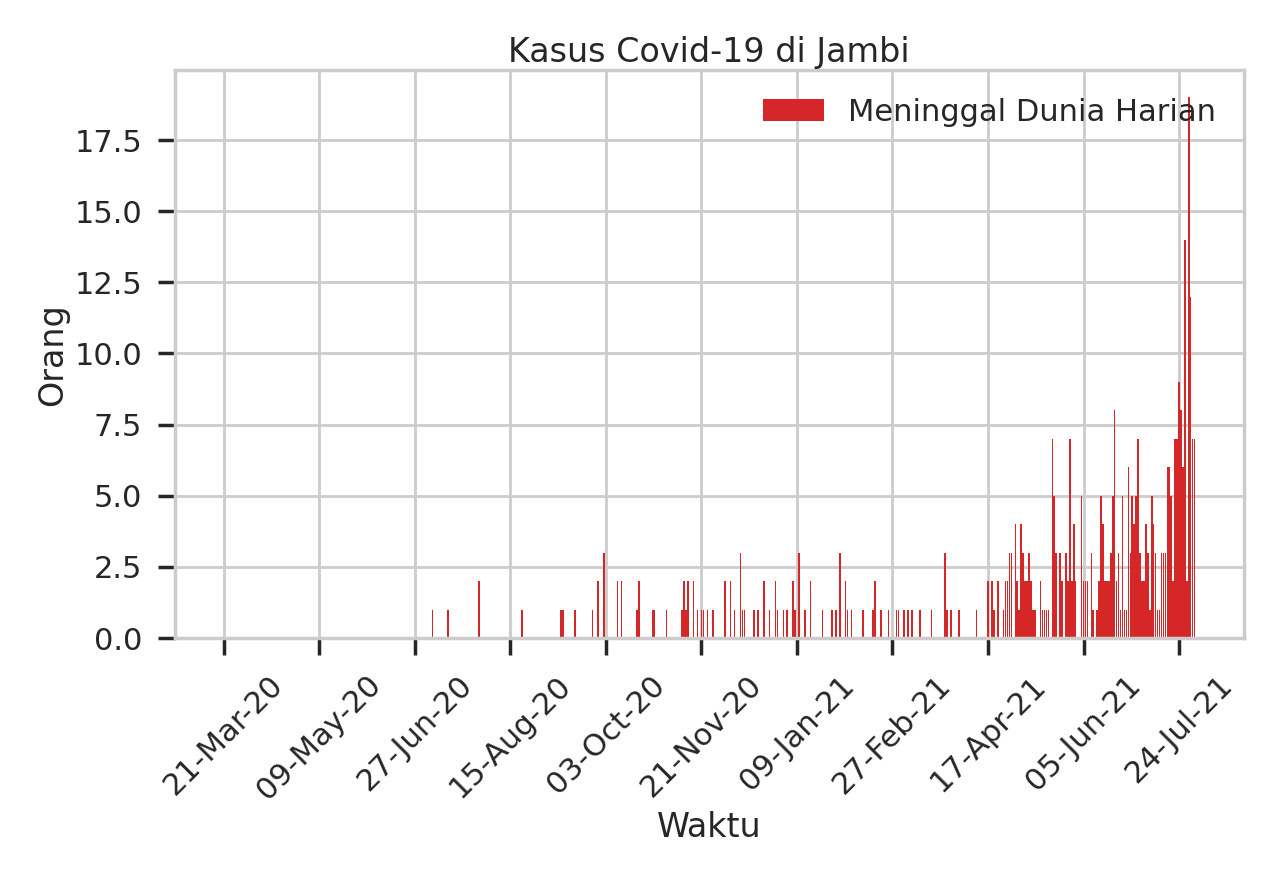 Kasus Covid-19 di Jambi
Meninggal Dunia Harian
17.5
15.0
12.5
10.0
7.5
5.0
2.5
0.0
Orang
21-Mar-20
09-May-20
27-Jun-20
15-Aug-20
03-Oct-20
21-Nov-20
09-Jan-21
27-Feb-21
17-Apr-21
05-Jun-21
24-Jul-21
Waktu